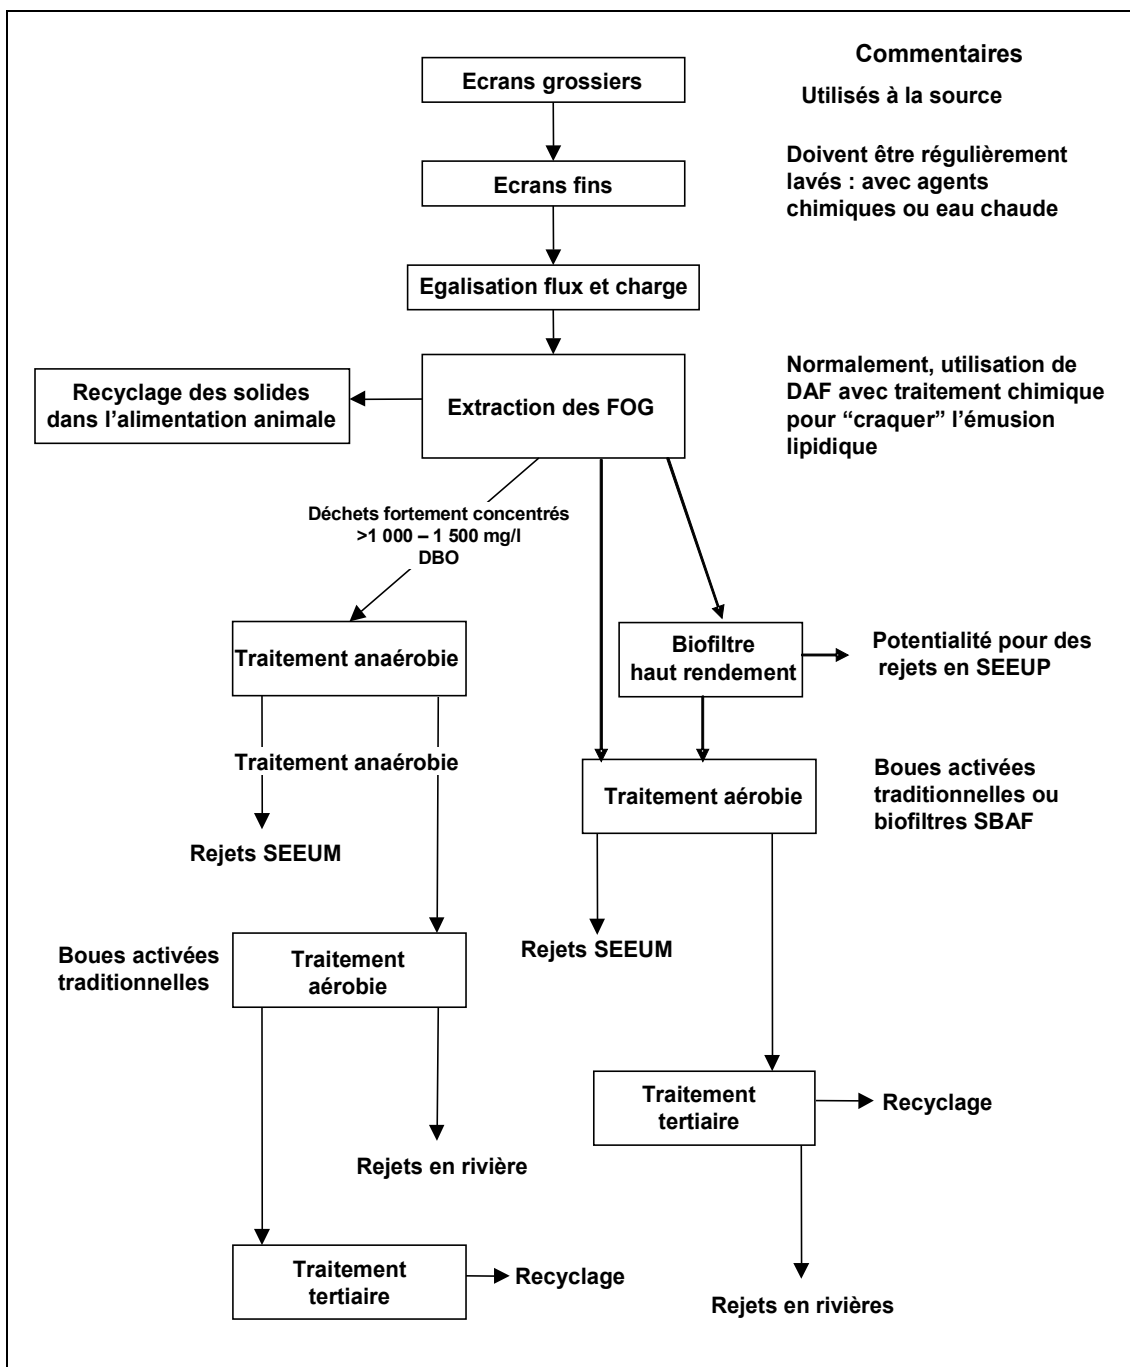 Commentaires
Ecrans grossiers
Utilisés à la source
Ecrans fins
Doivent être régulièrement
lavés : avec agents
chimiques ou eau chaude
Egalisation flux et charge
Recyclage des solides
dans l'alimentation animale
Extraction des FOG
Normalement, utilisation de
DAF avec traitement chimique
pour “craquer” l'émusion
lipidique
Déchets fortement concentrés
>1 000 – 1 500 mg/l
DBO
Traitement anaérobie
Biofiltre
haut rendement
Potentialité pour des
rejets en SEEUP
Traitement anaérobie
Traitement aérobie
Boues activées
traditionnelles ou
biofiltres SBAF
Rejets SEEUM
Rejets SEEUM
Boues activées
traditionnelles
Traitement
aérobie
Traitement
tertiaire
Recyclage
Rejets en rivière
Traitement
tertiaire
Recyclage
Rejets en rivières